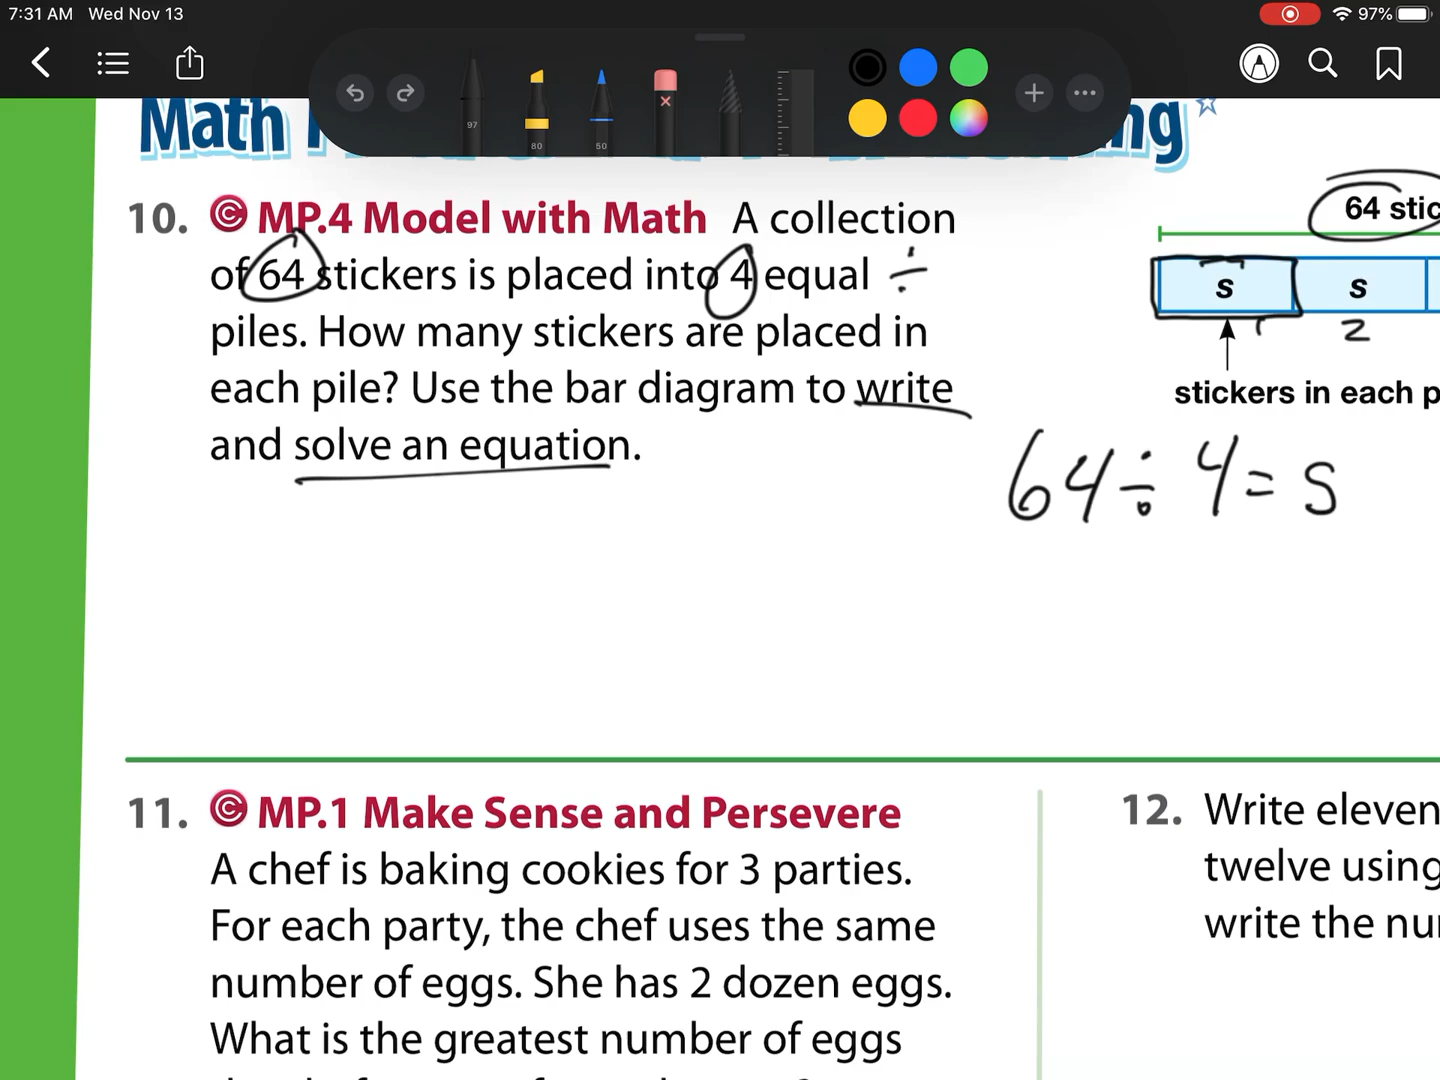 7:31 AM Wed Nov 13
97%
97
80
50
Math
ng
10. © MP.4 Model with Math A collection
of 64 stickers is placed into 4 equal ÷
piles. How many stickers are placed in
each pile? Use the bar diagram to write
and solve an equation.
64 stic
s s
1 2
stickers in each p
64 ÷ 4 = s
11. © MP.1 Make Sense and Persevere
A chef is baking cookies for 3 parties.
For each party, the chef uses the same
number of eggs. She has 2 dozen eggs.
What is the greatest number of eggs
12. Write eleven
twelve using
write the nu